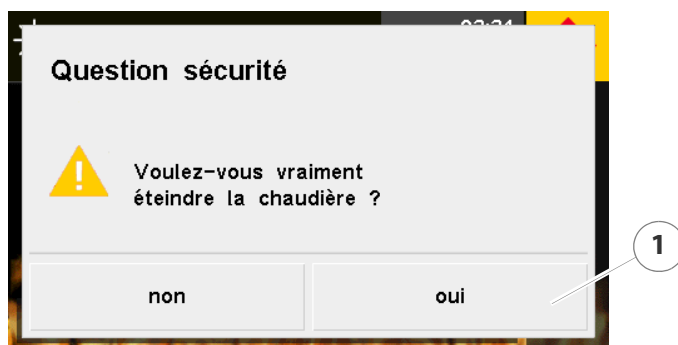 Question sécurité
Voulez-vous vraiment
éteindre la chaudière ?
non
oui
1